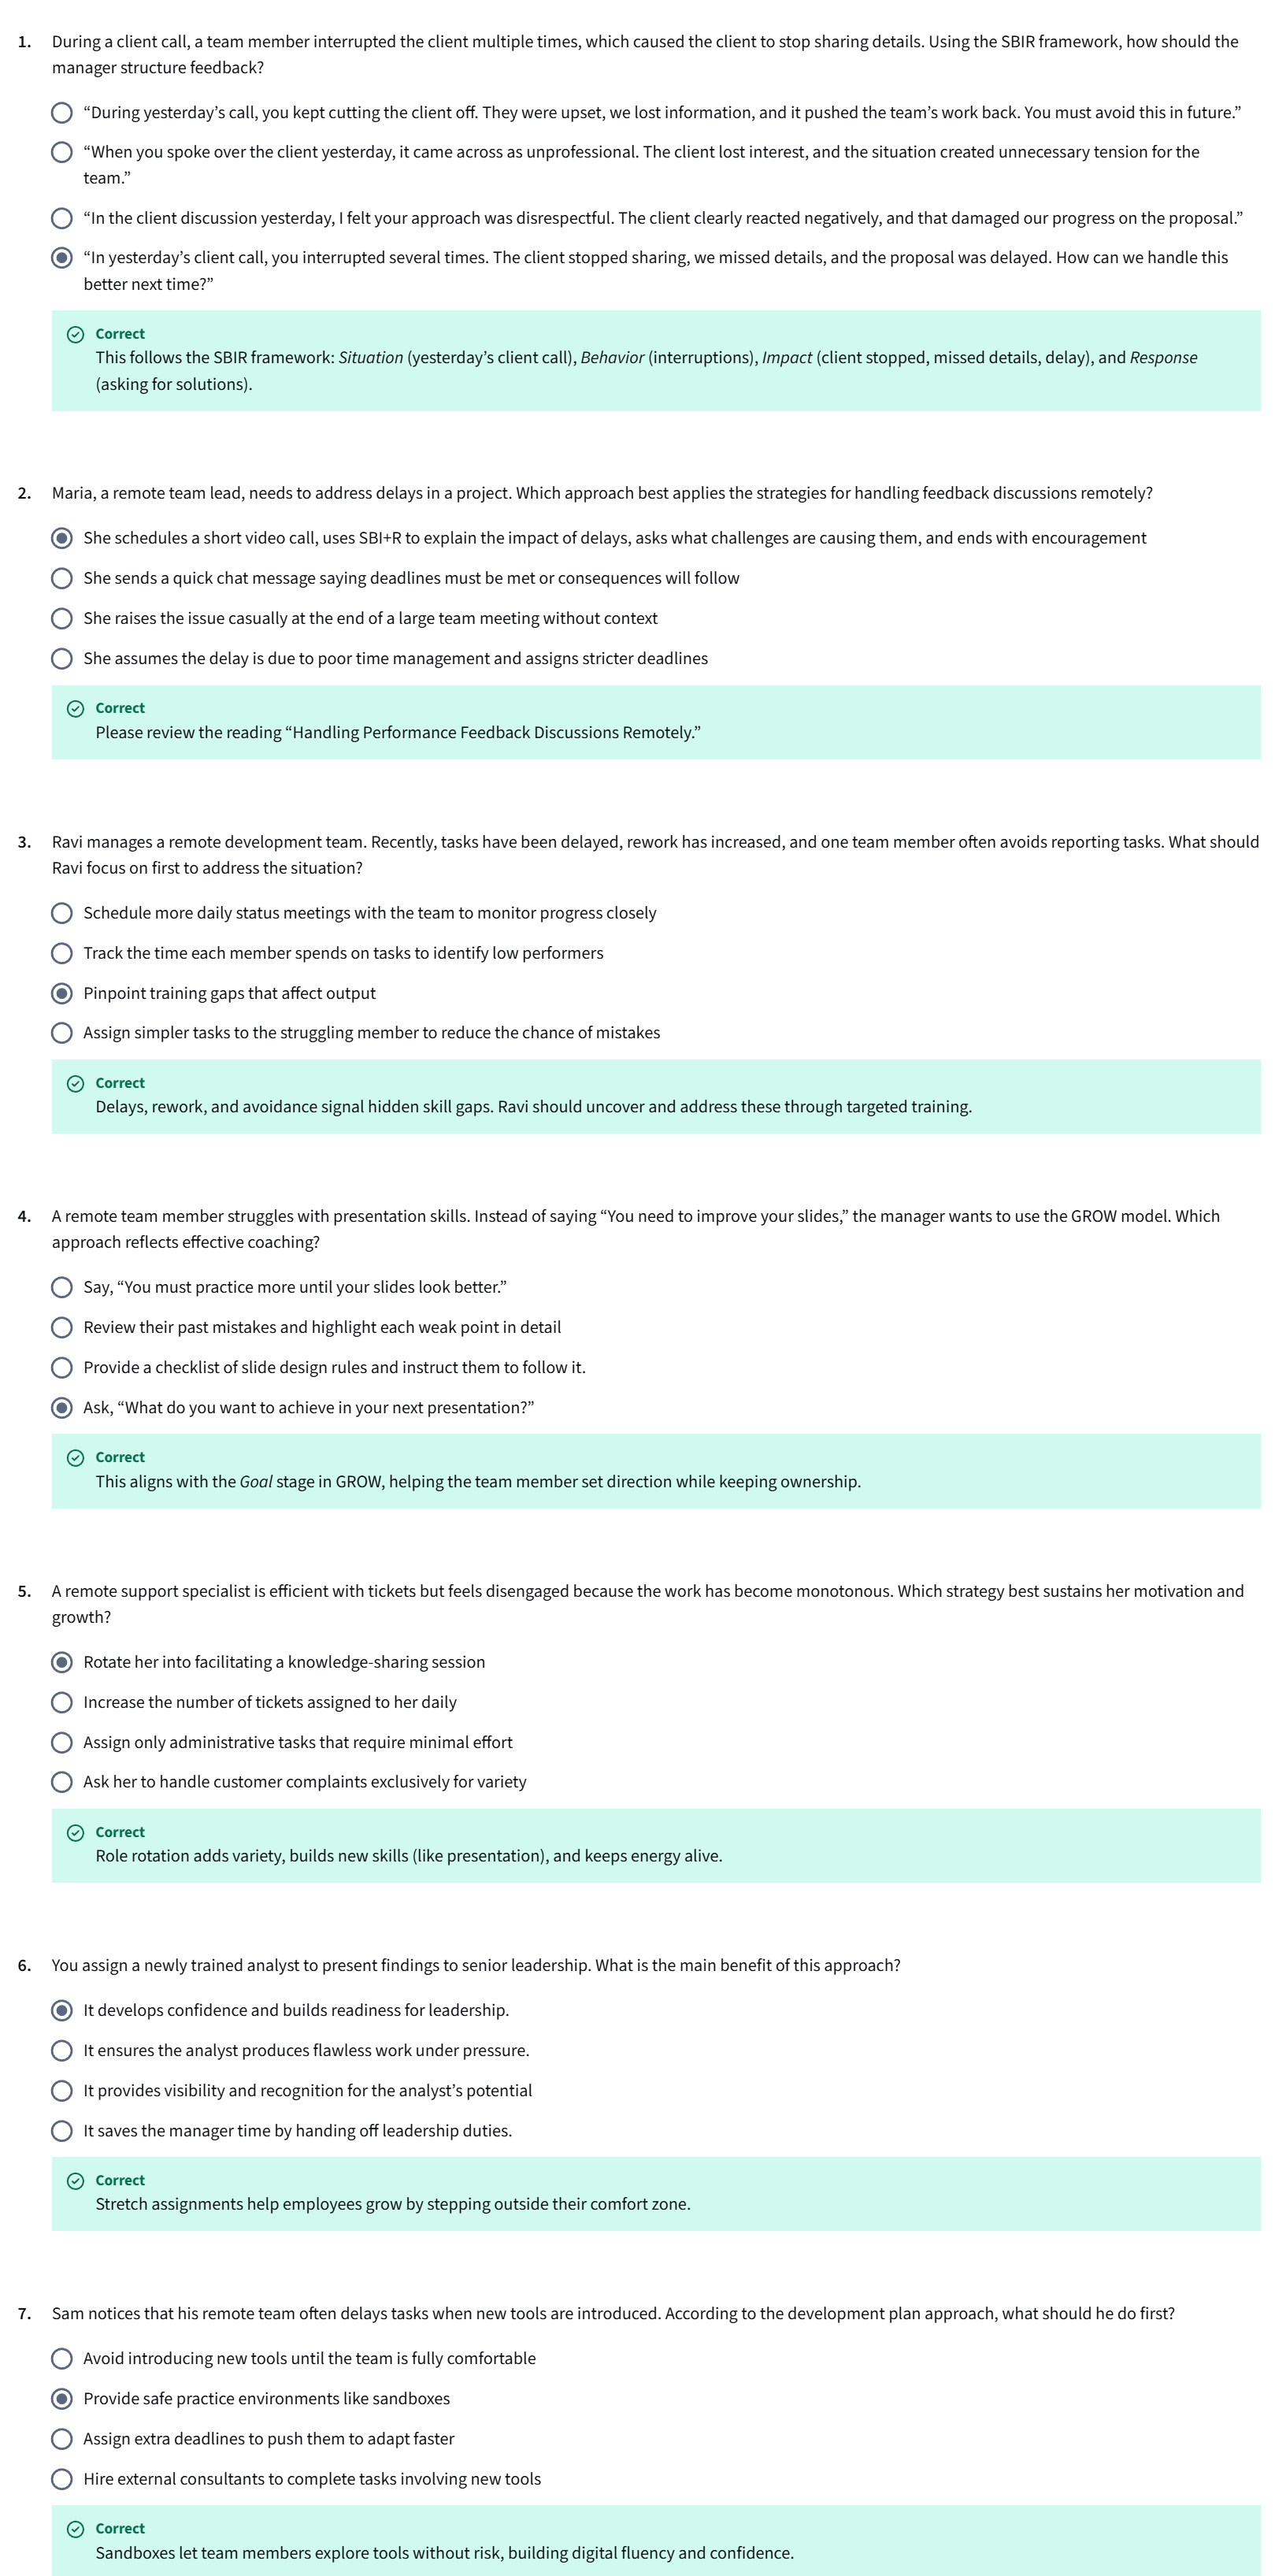 1. During a client call, a team member interrupted the client multiple times, which caused the client to stop sharing details. Using the SBIR framework, how should the
manager structure feedback?
“During yesterday’s call, you kept cutting the client off. They were upset, we lost information, and it pushed the team’s work back. You must avoid this in future.”
“When you spoke over the client yesterday, it came across as unprofessional. The client lost interest, and the situation created unnecessary tension for the
team.”
“In the client discussion yesterday, I felt your approach was disrespectful. The client clearly reacted negatively, and that damaged our progress on the proposal.”
“In yesterday’s client call, you interrupted several times. The client stopped sharing, we missed details, and the proposal was delayed. How can we handle this
better next time?”
Correct
This follows the SBIR framework: Situation (yesterday’s client call), Behavior (interruptions), Impact (client stopped, missed details, delay), and Response
(asking for solutions).
2. Maria, a remote team lead, needs to address delays in a project. Which approach best applies the strategies for handling feedback discussions remotely?
She schedules a short video call, uses SBI+R to explain the impact of delays, asks what challenges are causing them, and ends with encouragement
She sends a quick chat message saying deadlines must be met or consequences will follow
She raises the issue casually at the end of a large team meeting without context
She assumes the delay is due to poor time management and assigns stricter deadlines
Correct
Please review the reading “Handling Performance Feedback Discussions Remotely.”
3. Ravi manages a remote development team. Recently, tasks have been delayed, rework has increased, and one team member often avoids reporting tasks. What should
Ravi focus on first to address the situation?
Schedule more daily status meetings with the team to monitor progress closely
Track the time each member spends on tasks to identify low performers
Pinpoint training gaps that affect output
Assign simpler tasks to the struggling member to reduce the chance of mistakes
Correct
Delays, rework, and avoidance signal hidden skill gaps. Ravi should uncover and address these through targeted training.
4. A remote team member struggles with presentation skills. Instead of saying “You need to improve your slides,” the manager wants to use the GROW model. Which
approach reflects effective coaching?
Say, “You must practice more until your slides look better.”
Review their past mistakes and highlight each weak point in detail
Provide a checklist of slide design rules and instruct them to follow it.
Ask, “What do you want to achieve in your next presentation?”
Correct
This aligns with the Goal stage in GROW, helping the team member set direction while keeping ownership.
5. A remote support specialist is efficient with tickets but feels disengaged because the work has become monotonous. Which strategy best sustains her motivation and
growth?
Rotate her into facilitating a knowledge-sharing session
Increase the number of tickets assigned to her daily
Assign only administrative tasks that require minimal effort
Ask her to handle customer complaints exclusively for variety
Correct
Role rotation adds variety, builds new skills (like presentation), and keeps energy alive.
6. You assign a newly trained analyst to present findings to senior leadership. What is the main benefit of this approach?
It develops confidence and builds readiness for leadership.
It ensures the analyst produces flawless work under pressure.
It provides visibility and recognition for the analyst’s potential
It saves the manager time by handing off leadership duties.
Correct
Stretch assignments help employees grow by stepping outside their comfort zone.
7. Sam notices that his remote team often delays tasks when new tools are introduced. According to the development plan approach, what should he do first?
Avoid introducing new tools until the team is fully comfortable
Provide safe practice environments like sandboxes
Assign extra deadlines to push them to adapt faster
Hire external consultants to complete tasks involving new tools
Correct
Sandboxes let team members explore tools without risk, building digital fluency and confidence.